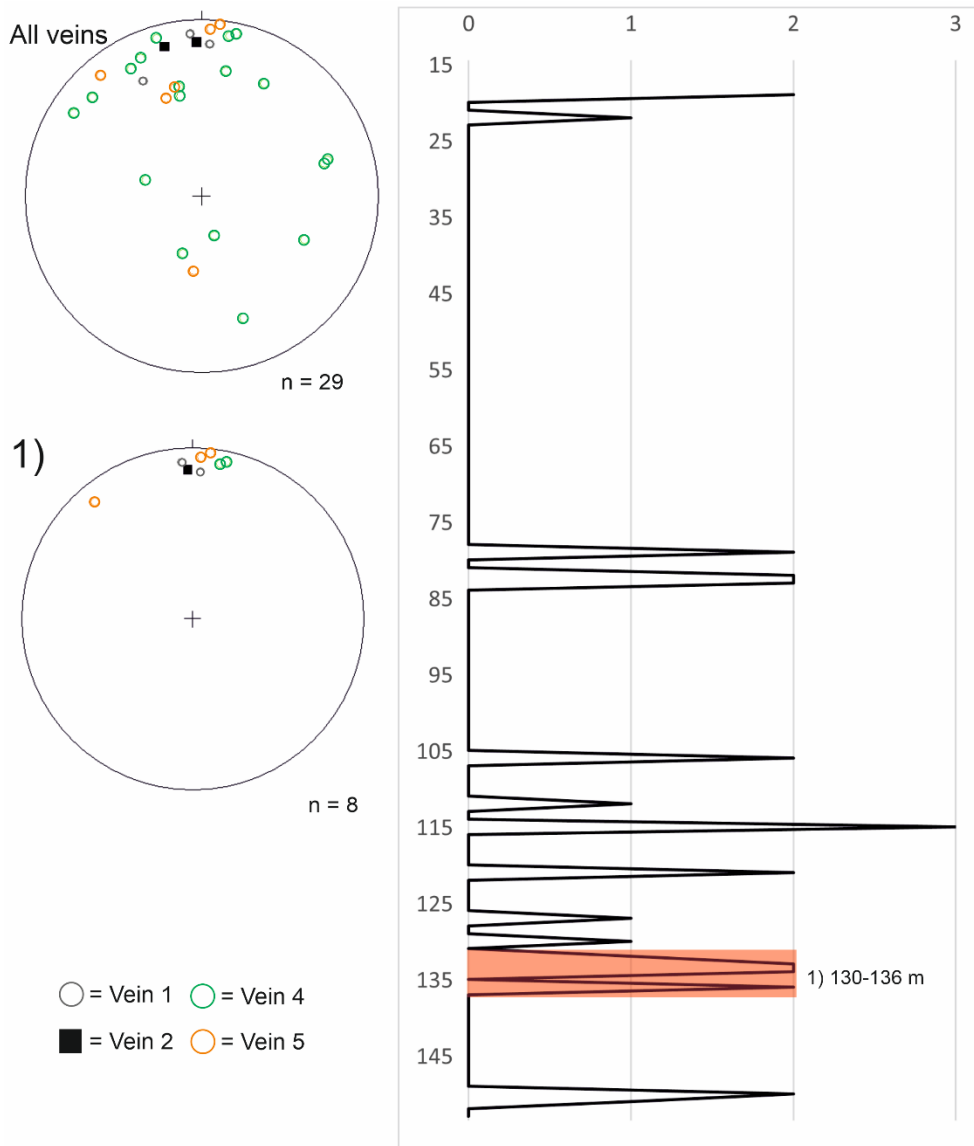 All veins
n = 29
1)
n = 8
= Vein 1
= Vein 4
= Vein 2
= Vein 5
0 1 2 3
15
25
35
45
55
65
75
85
95
105
115
125
135
145
1) 130-136 m